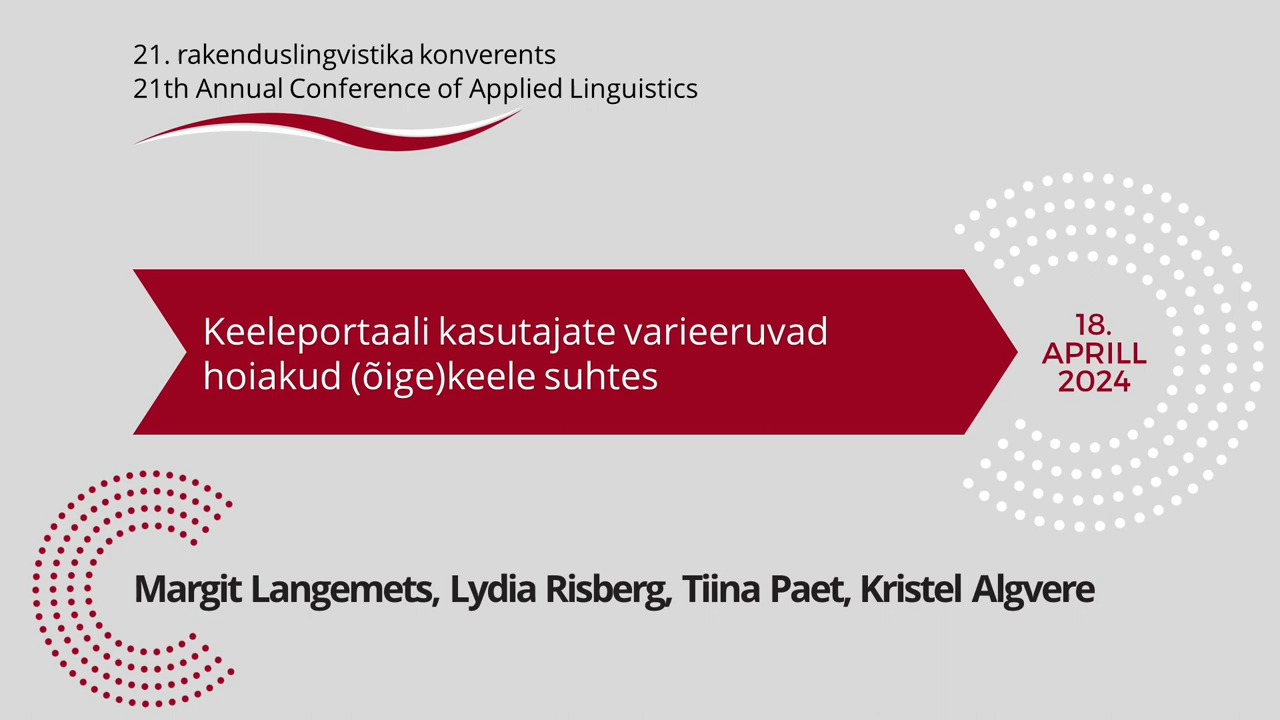 21. rakenduslingvistika konverents
21th Annual Conference of Applied Linguistics
Keeleportaali kasutajate varieeruvad
hoiakud (õige)keele suhtes
18.
APRILL
2024
Margit Langemets, Lydia Risberg, Tiina Paet, Kristel Algvere